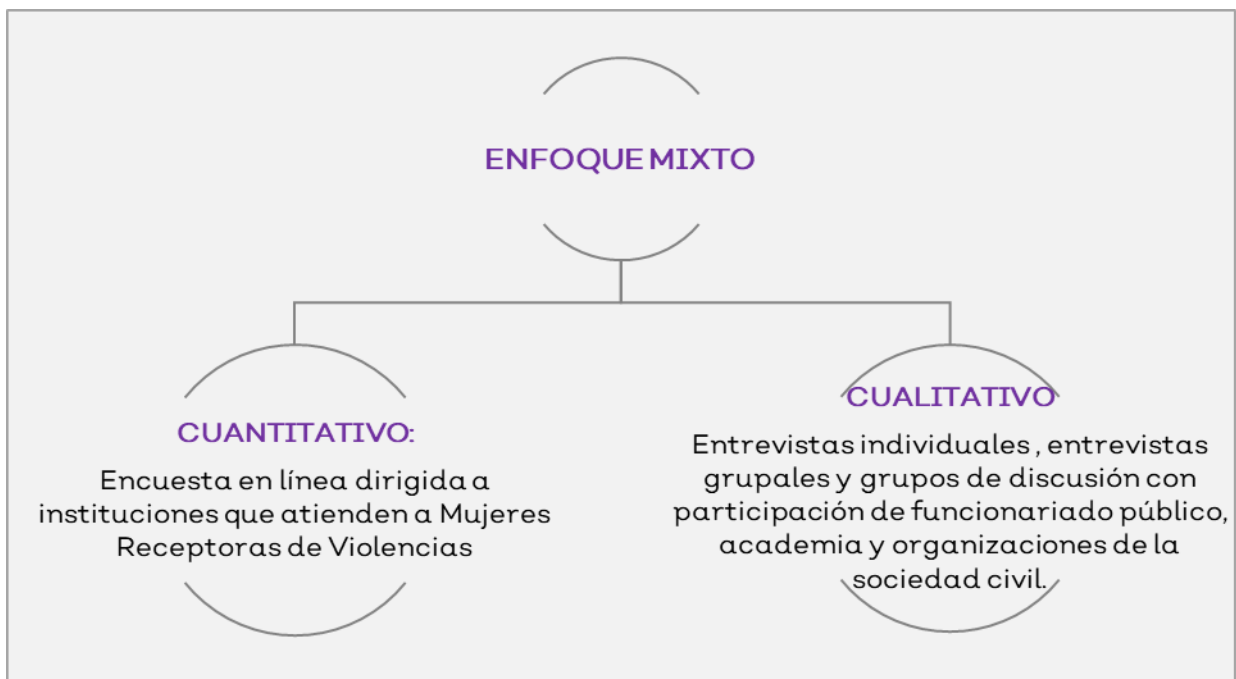 ENFOQUE MIXTO
CUANTITATIVO:
Encuesta en línea dirigida a
instituciones que atienden a Mujeres
Receptoras de Violencias
CUALITATIVO
Entrevistas individuales , entrevistas
grupales y grupos de discusión con
participación de funcionariado público,
academia y organizaciones de la
sociedad civil.